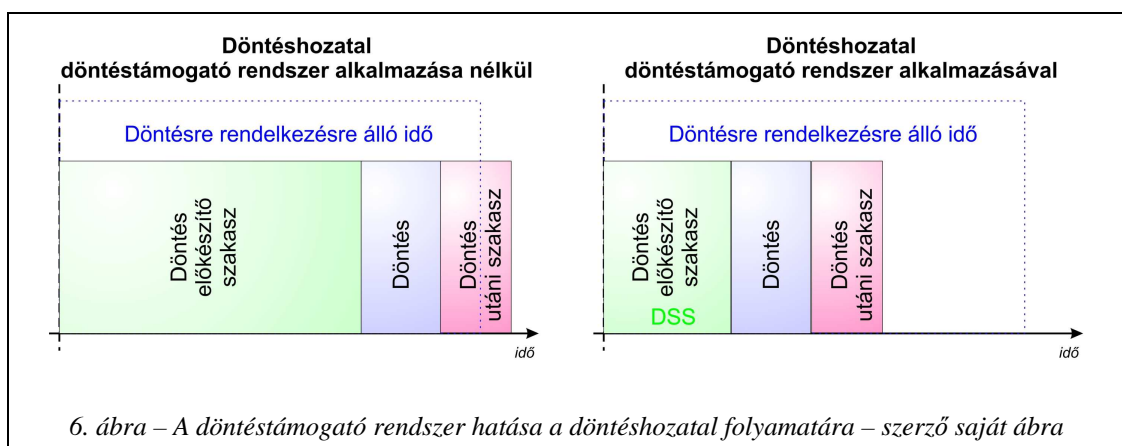 Döntéshozatal
döntéstámogató rendszer alkalmazása nélkül
Döntésre rendelkezésre álló idő
Döntés
előkészítő
szakasz
Döntés
Döntés
utáni szakasz
idő
Döntéshozatal
döntéstámogató rendszer alkalmazásával
Döntésre rendelkezésre álló idő
Döntés
előkészítő
szakasz
DSS
Döntés
Döntés
utáni szakasz
idő
6. ábra – A döntéstámogató rendszer hatása a döntéshozatal folyamatára – szerző saját ábra